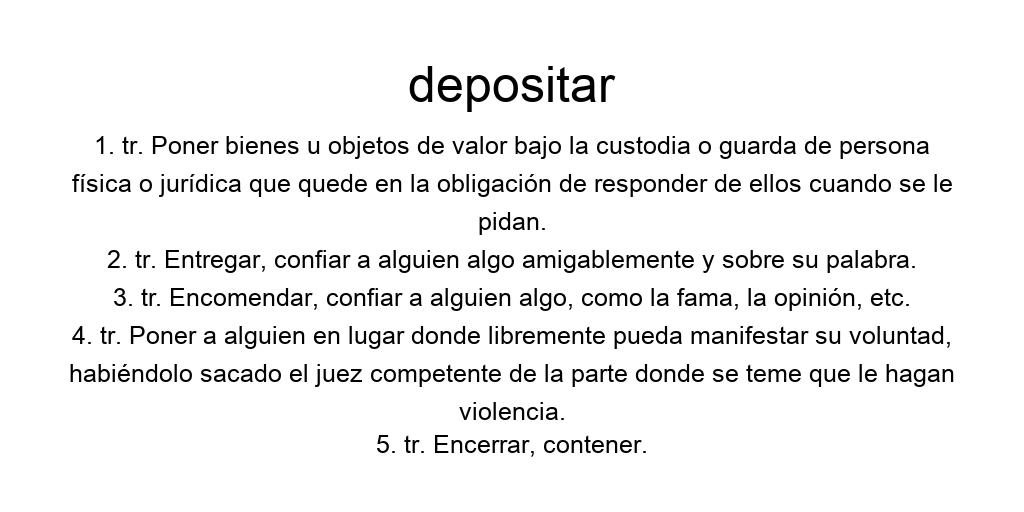 depositar
1. tr. Poner bienes u objetos de valor bajo la custodia o guarda de persona
física o jurídica que quede en la obligación de responder de ellos cuando se le
pidan.
2. tr. Entregar, confiar a alguien algo amigablemente y sobre su palabra.
3. tr. Encomendar, confiar a alguien algo, como la fama, la opinión, etc.
4. tr. Poner a alguien en lugar donde libremente pueda manifestar su voluntad,
habiéndolo sacado el juez competente de la parte donde se teme que le hagan
violencia.
5. tr. Encerrar, contener.